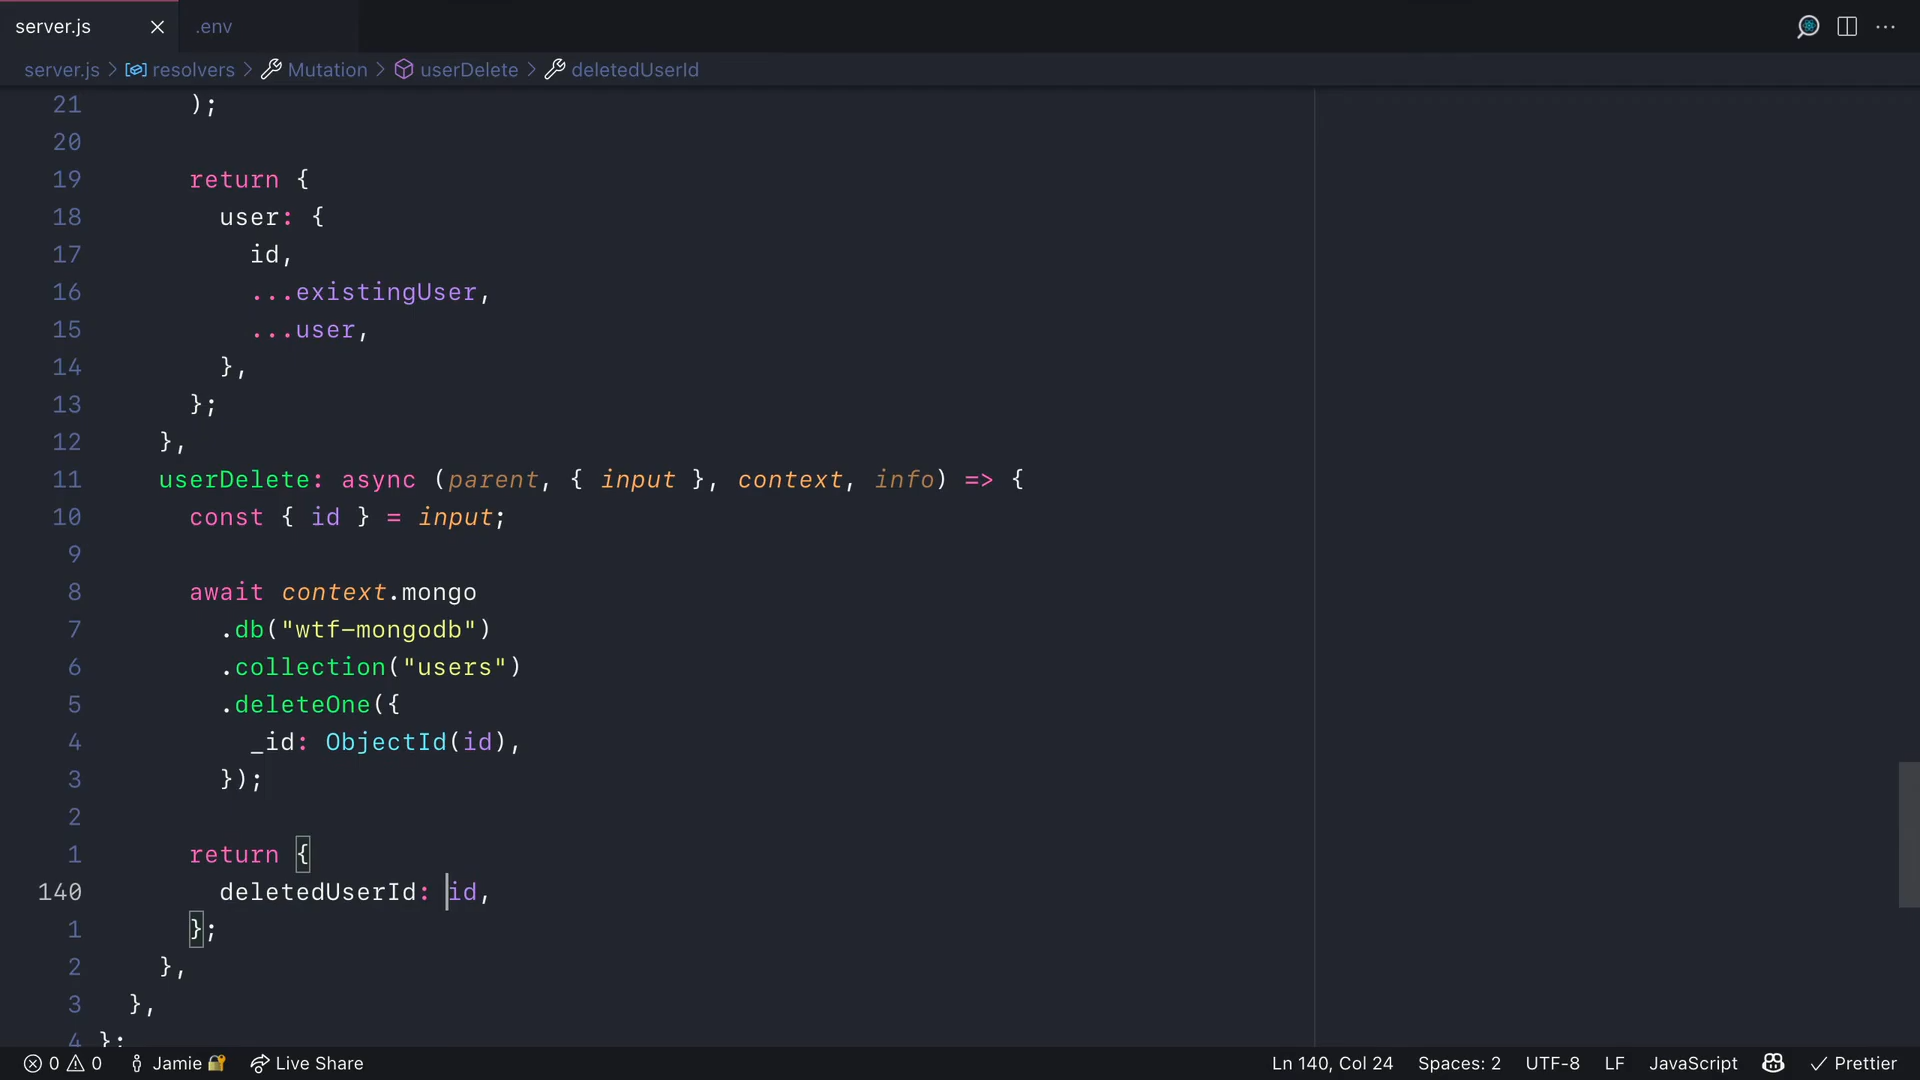 server.js .env
server.js > resolvers > Mutation > userDelete > deletedUserId
21 );
20
19 return {
18 user: {
17 id,
16 ...existingUser,
15 ...user,
14 },
13 };
12 },
11 userDelete: async (parent, { input }, context, info) => {
10 const { id } = input;
9
8 await context.mongo
7 .db("wtf-mongodb")
6 .collection("users")
5 .deleteOne({
4 _id: ObjectId(id),
3 });
2
1 return {
140 deletedUserId: id,
1 };
2 },
3 },
4 };
0 0 Jamie Live Share Ln 140, Col 24 Spaces: 2 UTF-8 LF JavaScript Prettier